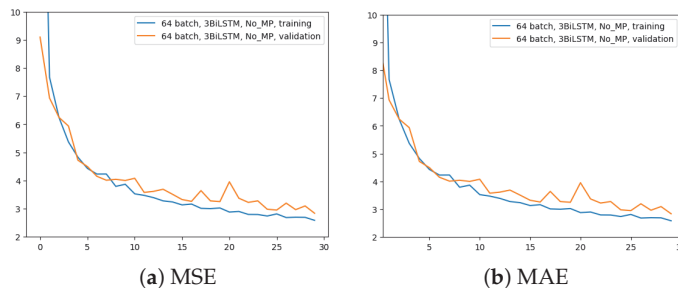 10
9
8
7
6
5
4
3
2
0 5 10 15 20 25 30
64 batch, 3BiLSTM, No_MP, training
64 batch, 3BiLSTM, No_MP, validation
(a) MSE
10
9
8
7
6
5
4
3
2
5 10 15 20 25 30
64 batch, 3BiLSTM, No_MP, training
64 batch, 3BiLSTM, No_MP, validation
(b) MAE